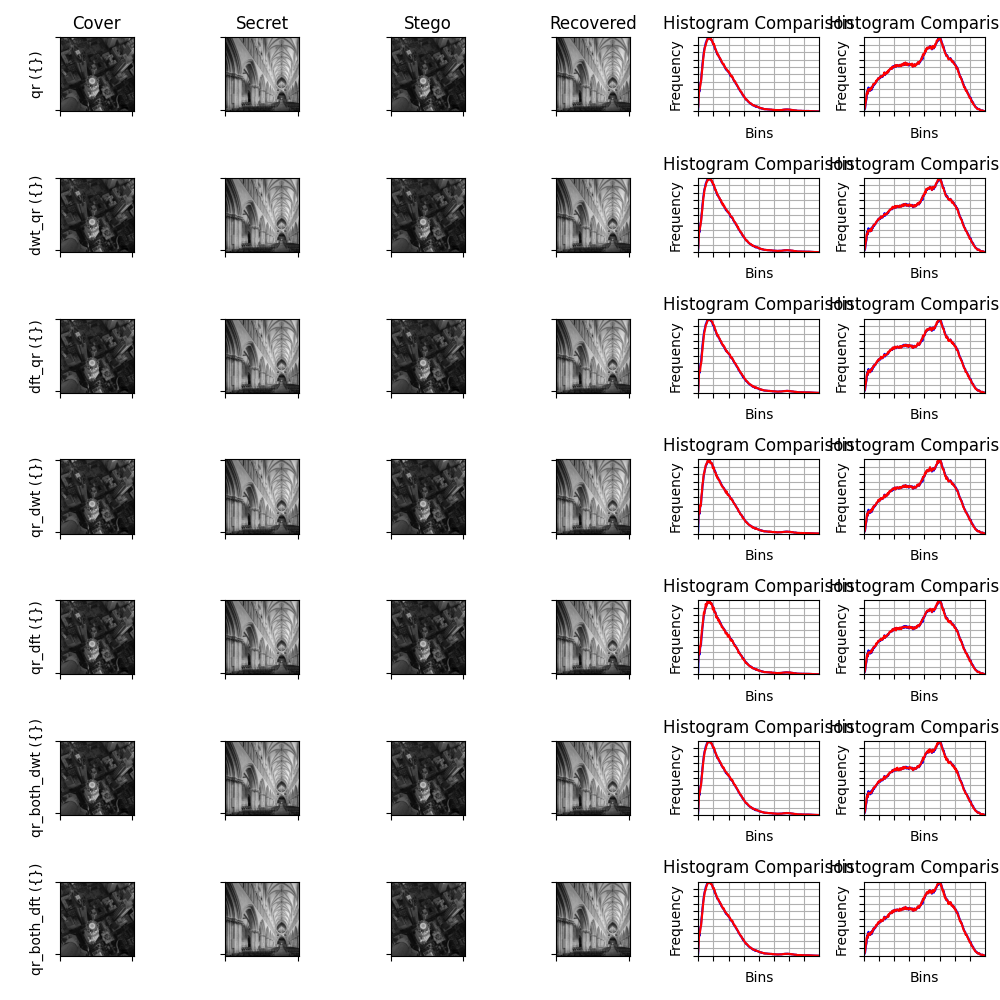 Cover Secret Stego Recovered Histogram Comparison Histogram Comparis
qr ({}) Frequency Frequency
Bins Bins
Histogram Comparison Histogram Comparis
dwt_qr ({}) Frequency Frequency
Bins Bins
Histogram Comparison Histogram Comparis
dft_qr ({}) Frequency Frequency
Bins Bins
Histogram Comparison Histogram Comparis
qr_dwt ({}) Frequency Frequency
Bins Bins
Histogram Comparison Histogram Comparis
qr_dft ({}) Frequency Frequency
Bins Bins
Histogram Comparison Histogram Comparis
qr_both_dwt ({}) Frequency Frequency
Bins Bins
Histogram Comparison Histogram Comparis
qr_both_dft ({}) Frequency Frequency
Bins Bins